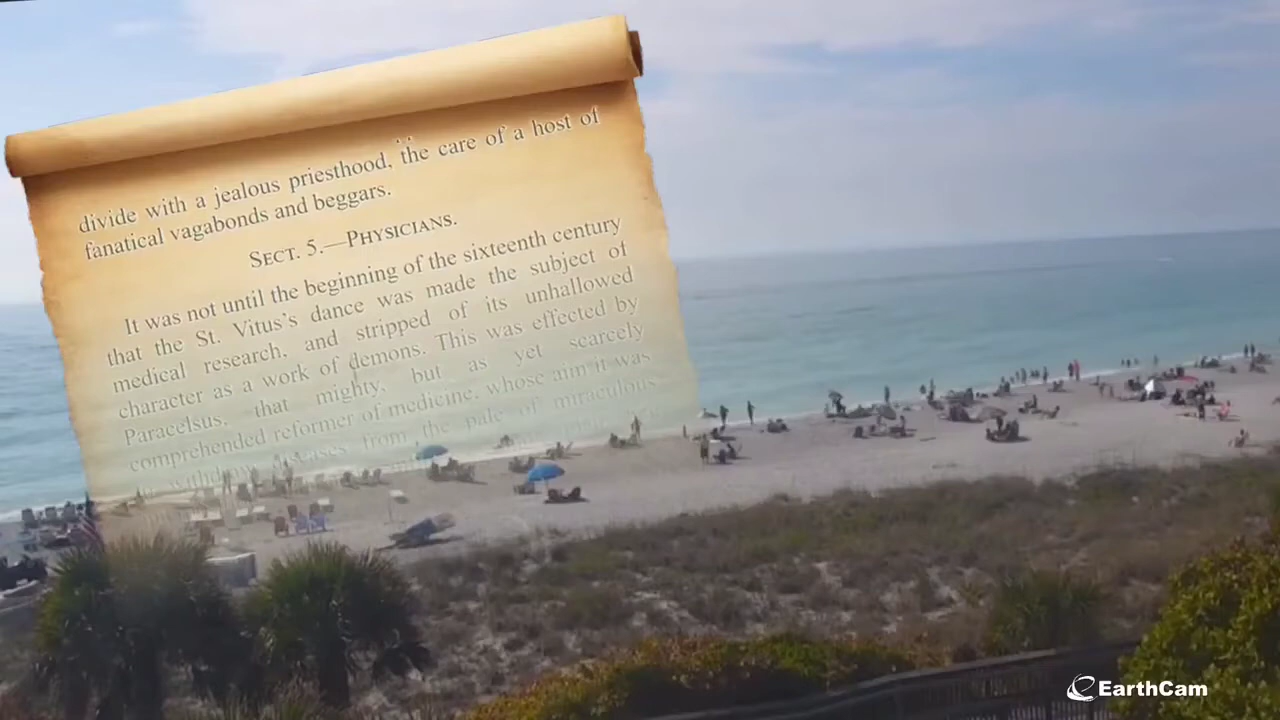 divide with a jealous priesthood, the care of a host of
fanatical vagabonds and beggars.
SECT. 5.—PHYSICIANS.
It was not until the beginning of the sixteenth century
that the St. Vitus's dance was made the subject of
medical research, and stripped of its unhallowed
character as a work of demons. This was effected by
Paracelsus, that mighty, but as yet scarcely
comprehended reformer of medicine, whose aim it was
to withdraw diseases from the pale of miraculous
EarthCam